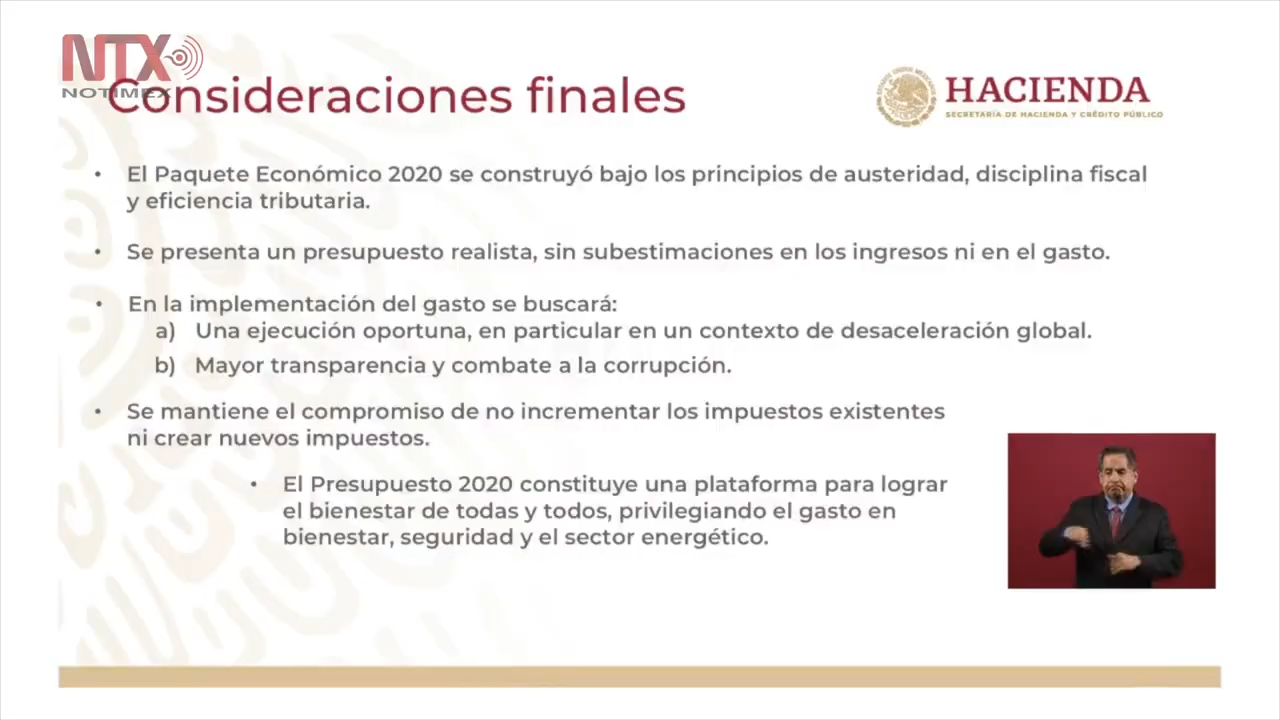 NTX
NOTIMEX
Consideraciones finales
HACIENDA
SECRETARÍA DE HACIENDA Y CRÉDITO PÚBLICO
• El Paquete Económico 2020 se construyó bajo los principios de austeridad, disciplina fiscal
y eficiencia tributaria.
• Se presenta un presupuesto realista, sin subestimaciones en los ingresos ni en el gasto.
• En la implementación del gasto se buscará:
a) Una ejecución oportuna, en particular en un contexto de desaceleración global.
b) Mayor transparencia y combate a la corrupción.
• Se mantiene el compromiso de no incrementar los impuestos existentes
ni crear nuevos impuestos.
• El Presupuesto 2020 constituye una plataforma para lograr
el bienestar de todas y todos, privilegiando el gasto en
bienestar, seguridad y el sector energético.